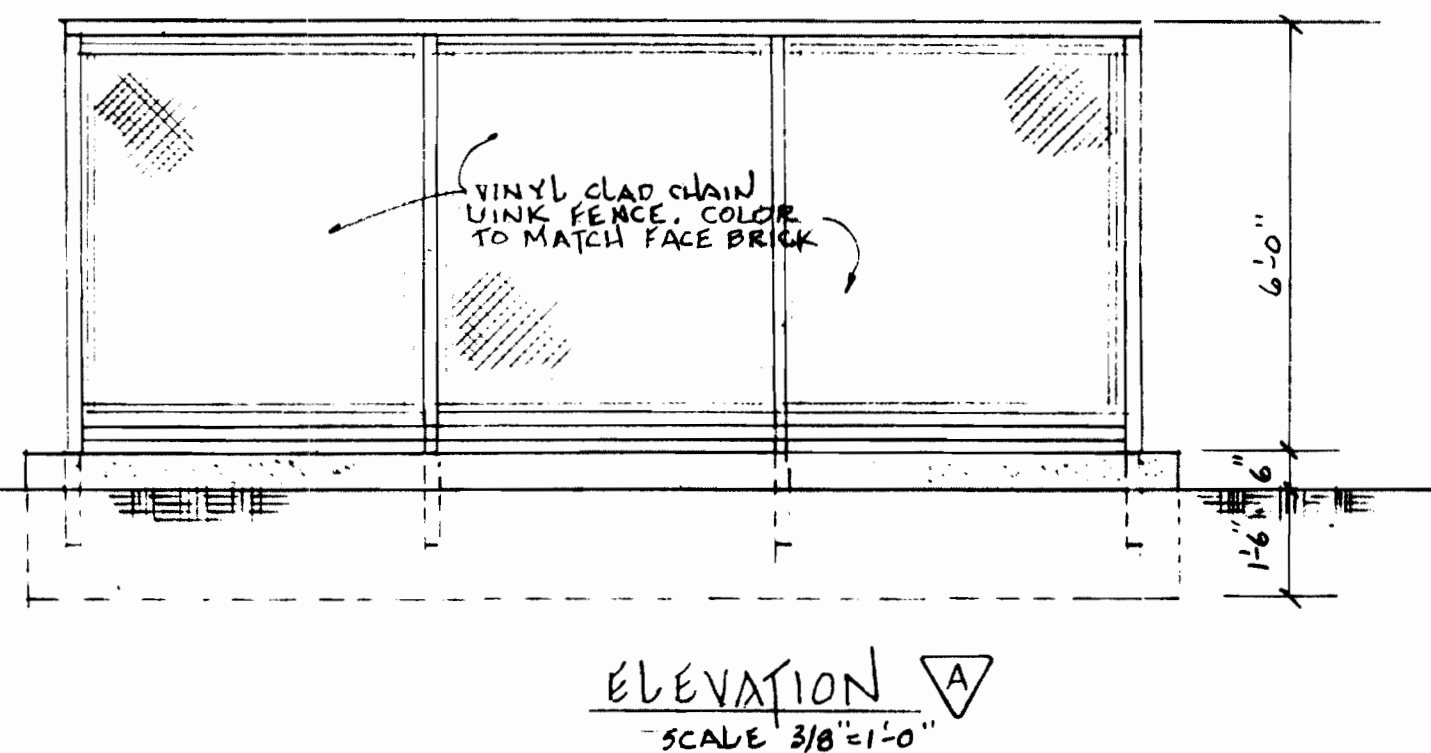 VINYL CLAD CHAIN
LINK FENCE. COLOR
TO MATCH FACE BRICK
6'-0"
6"
1'-6"
ELEVATION A
SCALE 3/8"=1'-0"